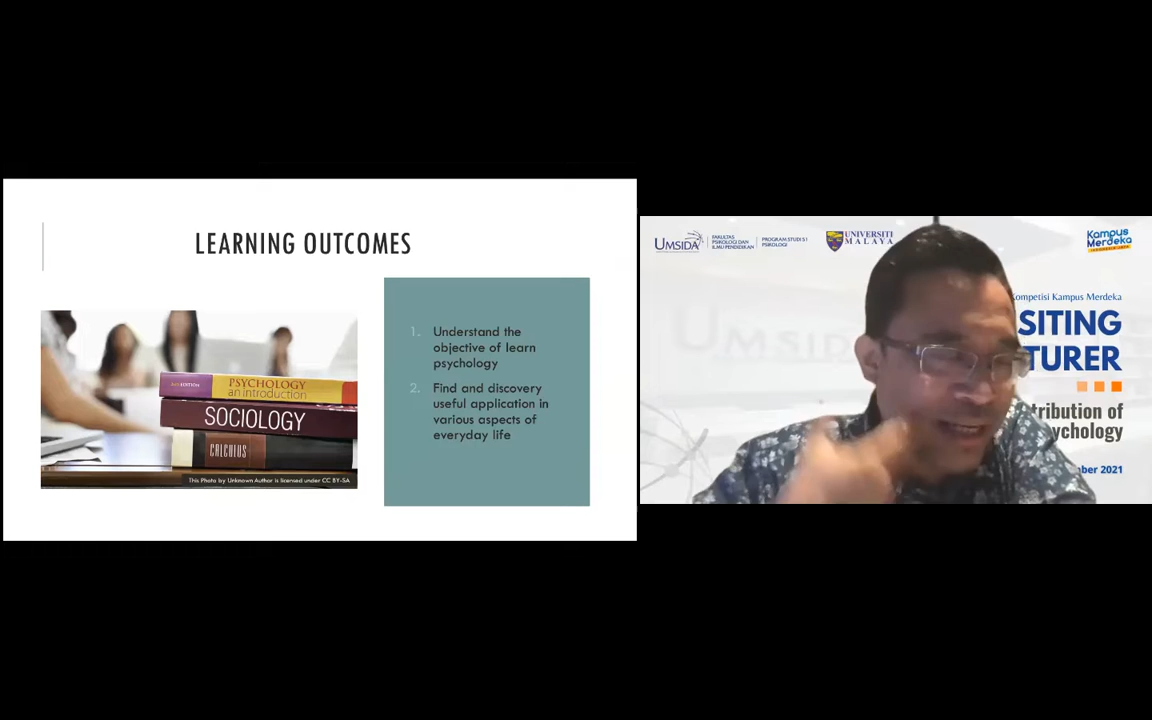 LEARNING OUTCOMES
1. Understand the
objective of learn
psychology
2. Find and discovery
useful application in
various aspects of
everyday life
PSYCHOLOGY
an introduction
SOCIOLOGY
CALCULUS
This Photo by Unknown Author is licensed under CC BY-SA
UMSIDA
FAKULTAS
PSIKOLOGI DAN
ILMU PENDIDIKAN
PROGRAM STUDI S1
PSIKOLOGI
UNIVERSITI
MALAYA
Kampus
Merdeka
Kompetisi Kampus Merdeka
SITING
TURER
tribution of
ychology
ber 2021
UMSID